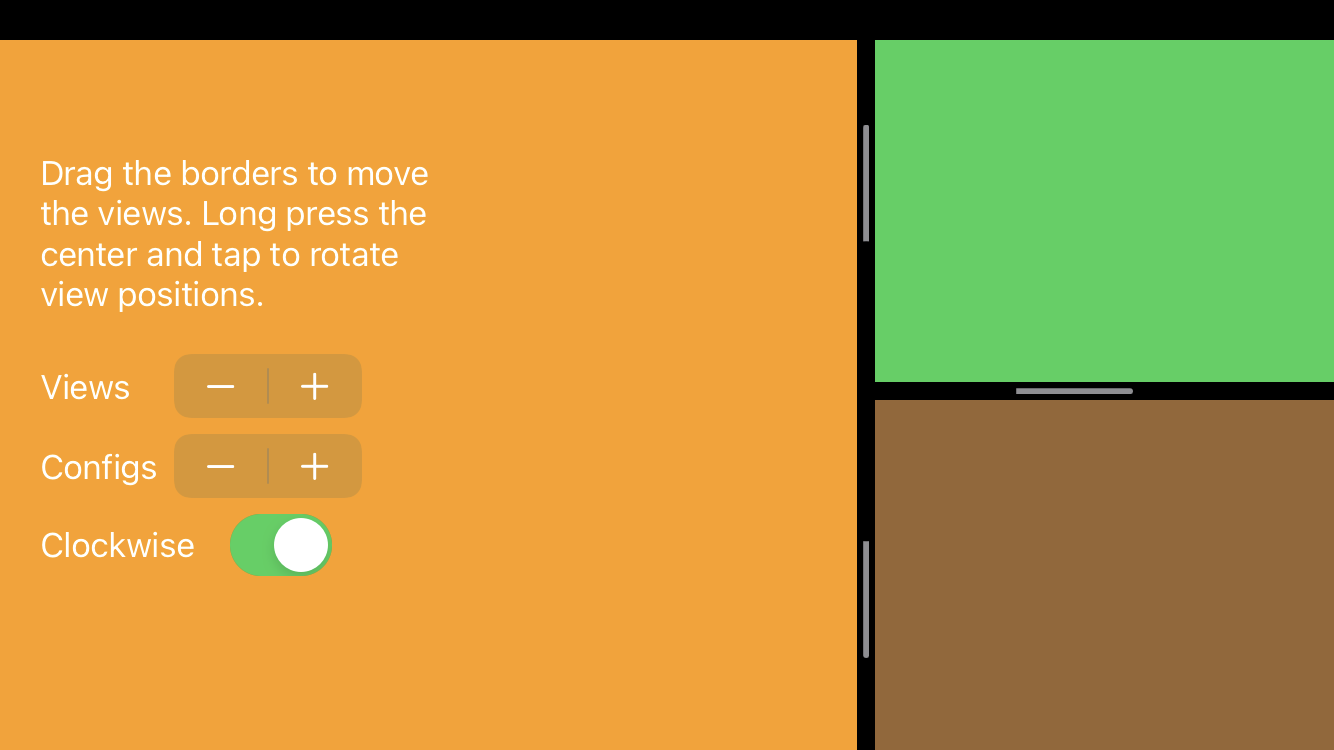 Drag the borders to move
the views. Long press the
center and tap to rotate
view positions.
Views
Configs
Clockwise